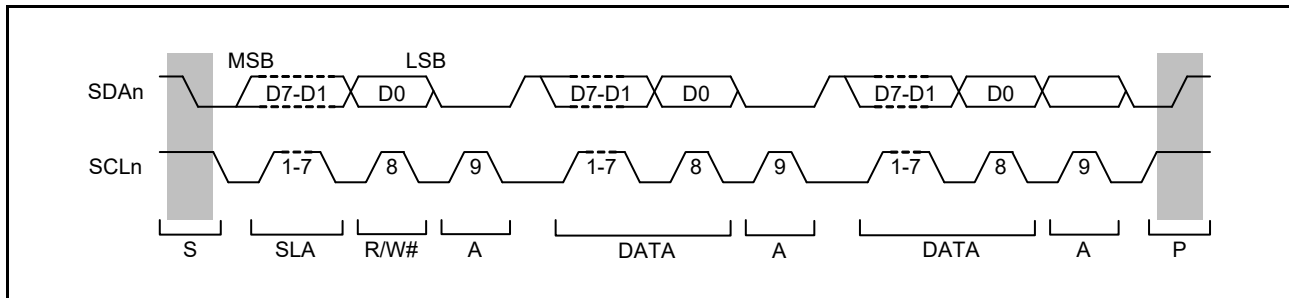 MSB LSB
SDAn D7-D1 D0 D7-D1 D0 D7-D1 D0
SCLn 1-7 8 9 1-7 8 9 1-7 8 9
S SLA R/W# A DATA A DATA A P